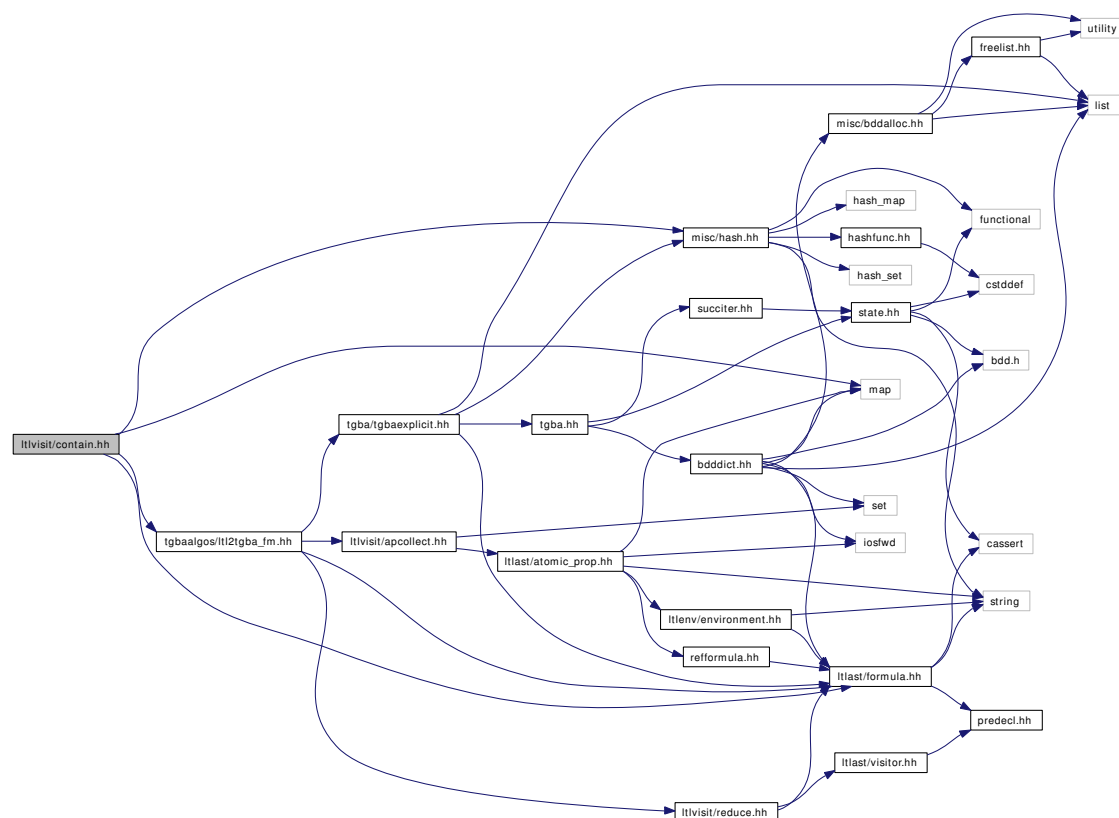 utility
freelist.hh
list
misc/bddalloc.hh
hash_map
functional
misc/hash.hh
hashfunc.hh
hash_set
cstddef
succiter.hh
state.hh
bdd.h
map
tgba/tgbaexplicit.hh
tgba.hh
ltlvisit/contain.hh
bdddict.hh
set
tgbaalgos/ltl2tgba_fm.hh
ltlvisit/apcollect.hh
iosfwd
cassert
ltlast/atomic_prop.hh
string
ltlenv/environment.hh
refformula.hh
ltlast/formula.hh
predecl.hh
ltlast/visitor.hh
ltlvisit/reduce.hh